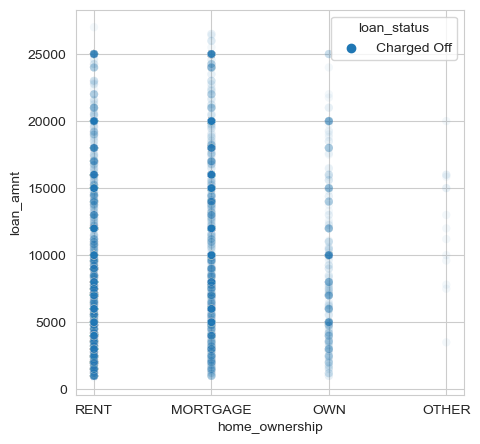 loan_status
Charged Off
25000
20000
15000
10000
5000
0
loan_amnt
RENT MORTGAGE OWN OTHER
home_ownership